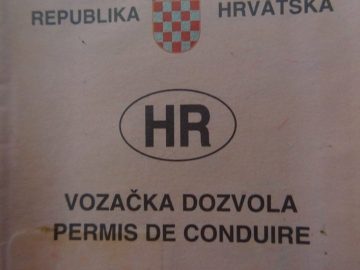 REPUBLIKA HRVATSKA
HR
VOZAČKA DOZVOLA
PERMIS DE CONDUIRE